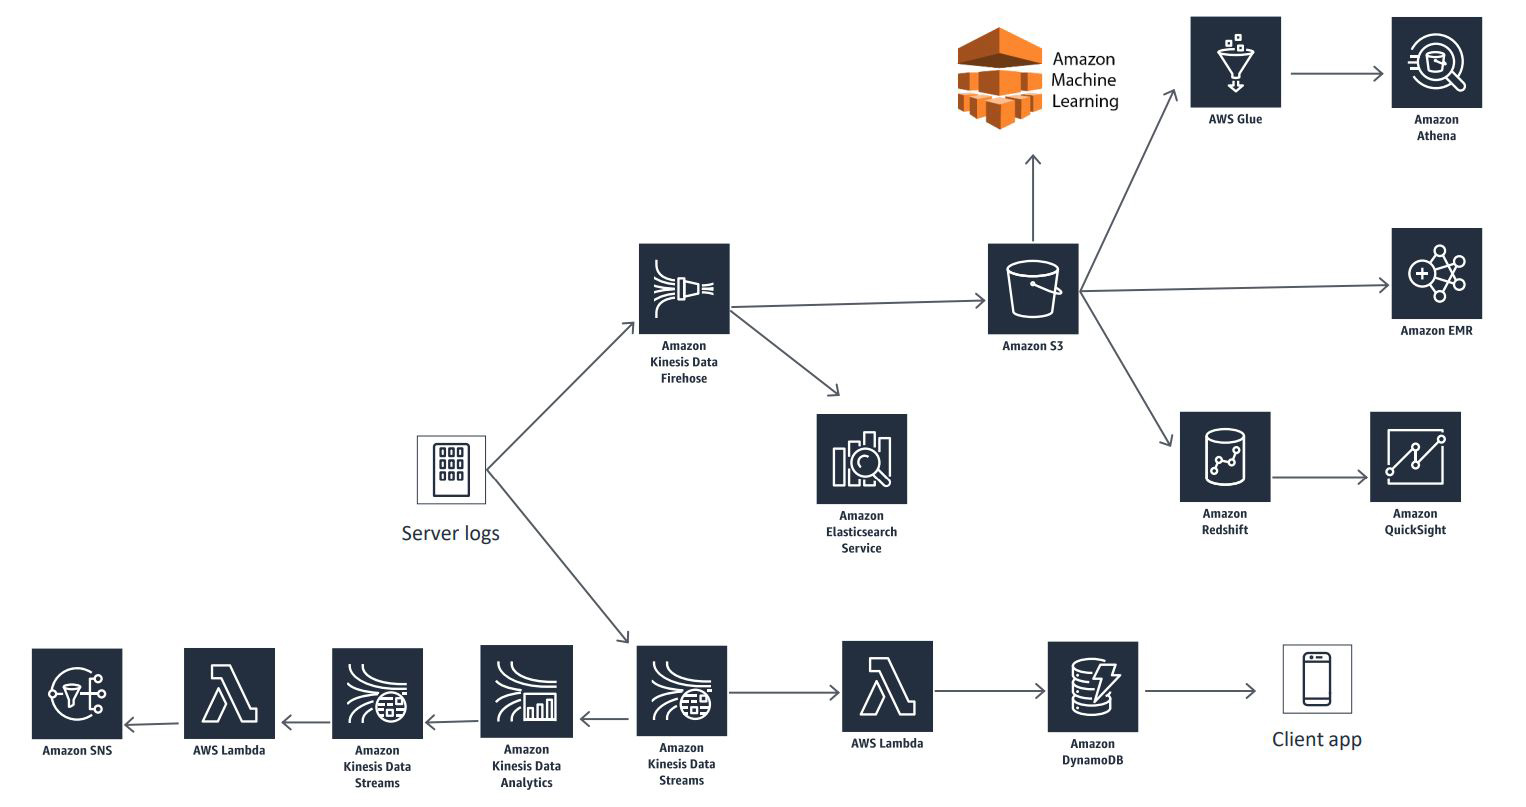 Amazon
Machine
Learning
AWS Glue
Amazon
Athena
Amazon
Kinesis Data
Firehose
Amazon S3
Amazon EMR
Server logs
Amazon
Elasticsearch
Service
Amazon
Redshift
Amazon
QuickSight
Amazon SNS
AWS Lambda
Amazon
Kinesis Data
Streams
Amazon
Kinesis Data
Analytics
Amazon
Kinesis Data
Streams
AWS Lambda
Amazon
DynamoDB
Client app